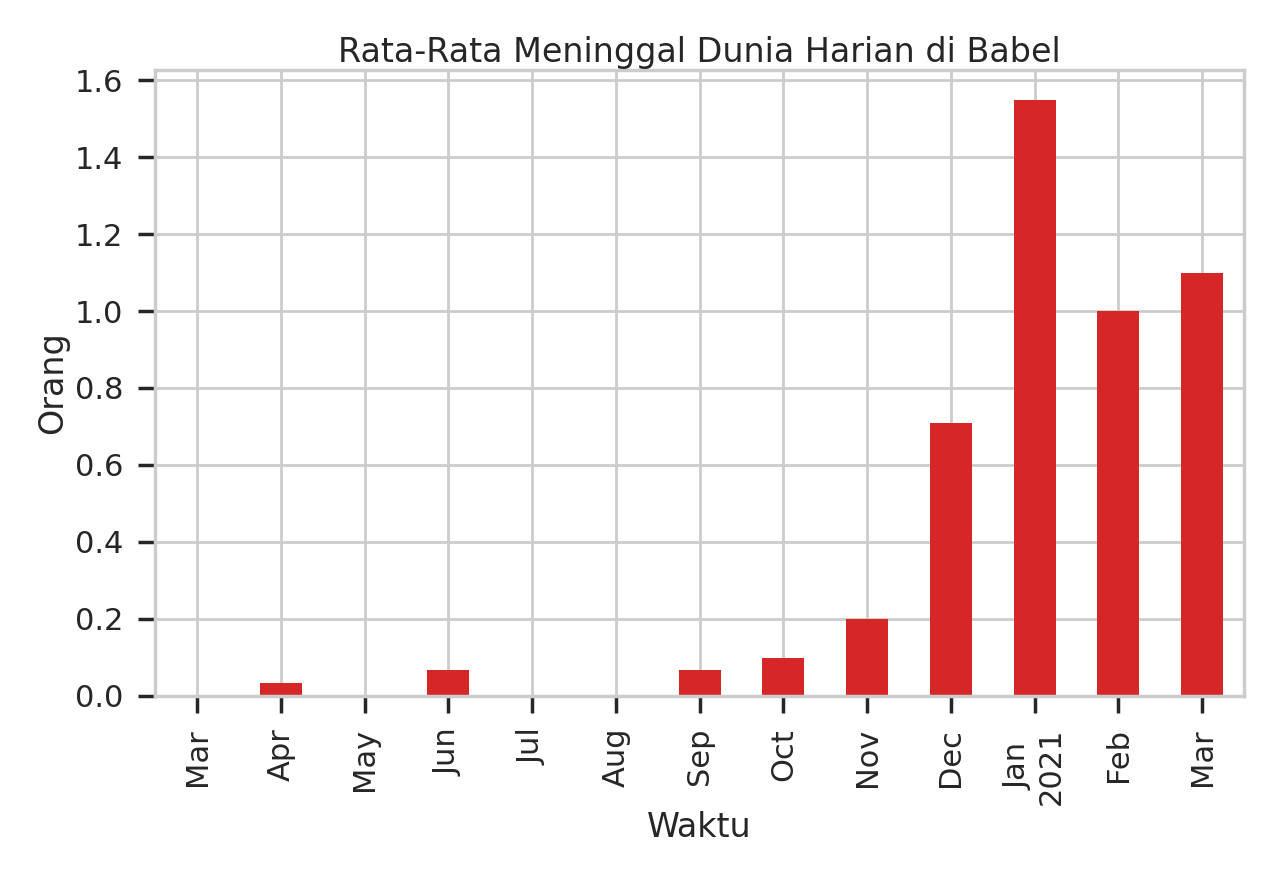 Rata-Rata Meninggal Dunia Harian di Babel
1.6
1.4
1.2
1.0
0.8
0.6
0.4
0.2
0.0
Orang
Mar
Apr
May
Jun
Jul
Aug
Sep
Oct
Nov
Dec
Jan
2021
Feb
Mar
Waktu